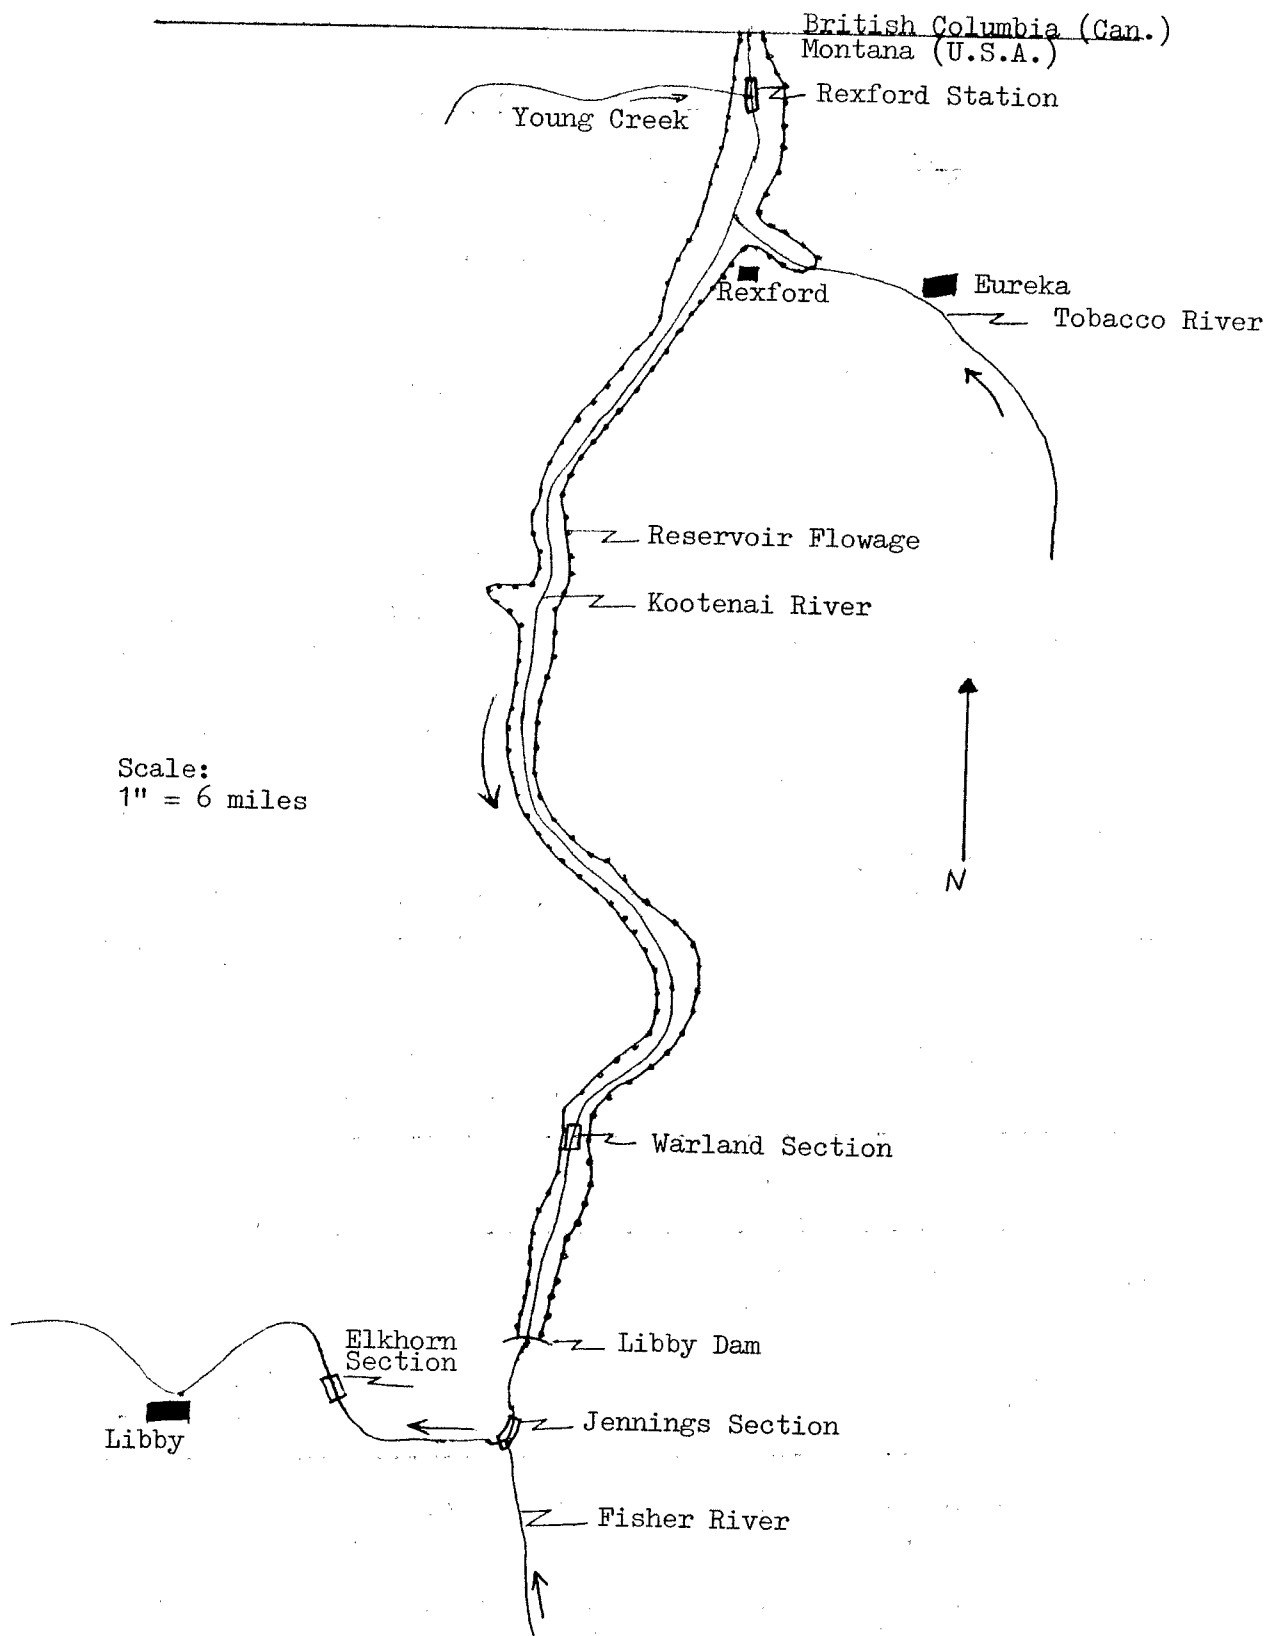 British Columbia (Can.)
Montana (U.S.A.)
Rexford Station
Young Creek
Rexford
Eureka
Tobacco River
Reservoir Flowage
Kootenai River
Scale:
1" = 6 miles
N
Warland Section
Elkhorn
Section
Libby Dam
Libby
Jennings Section
Fisher River